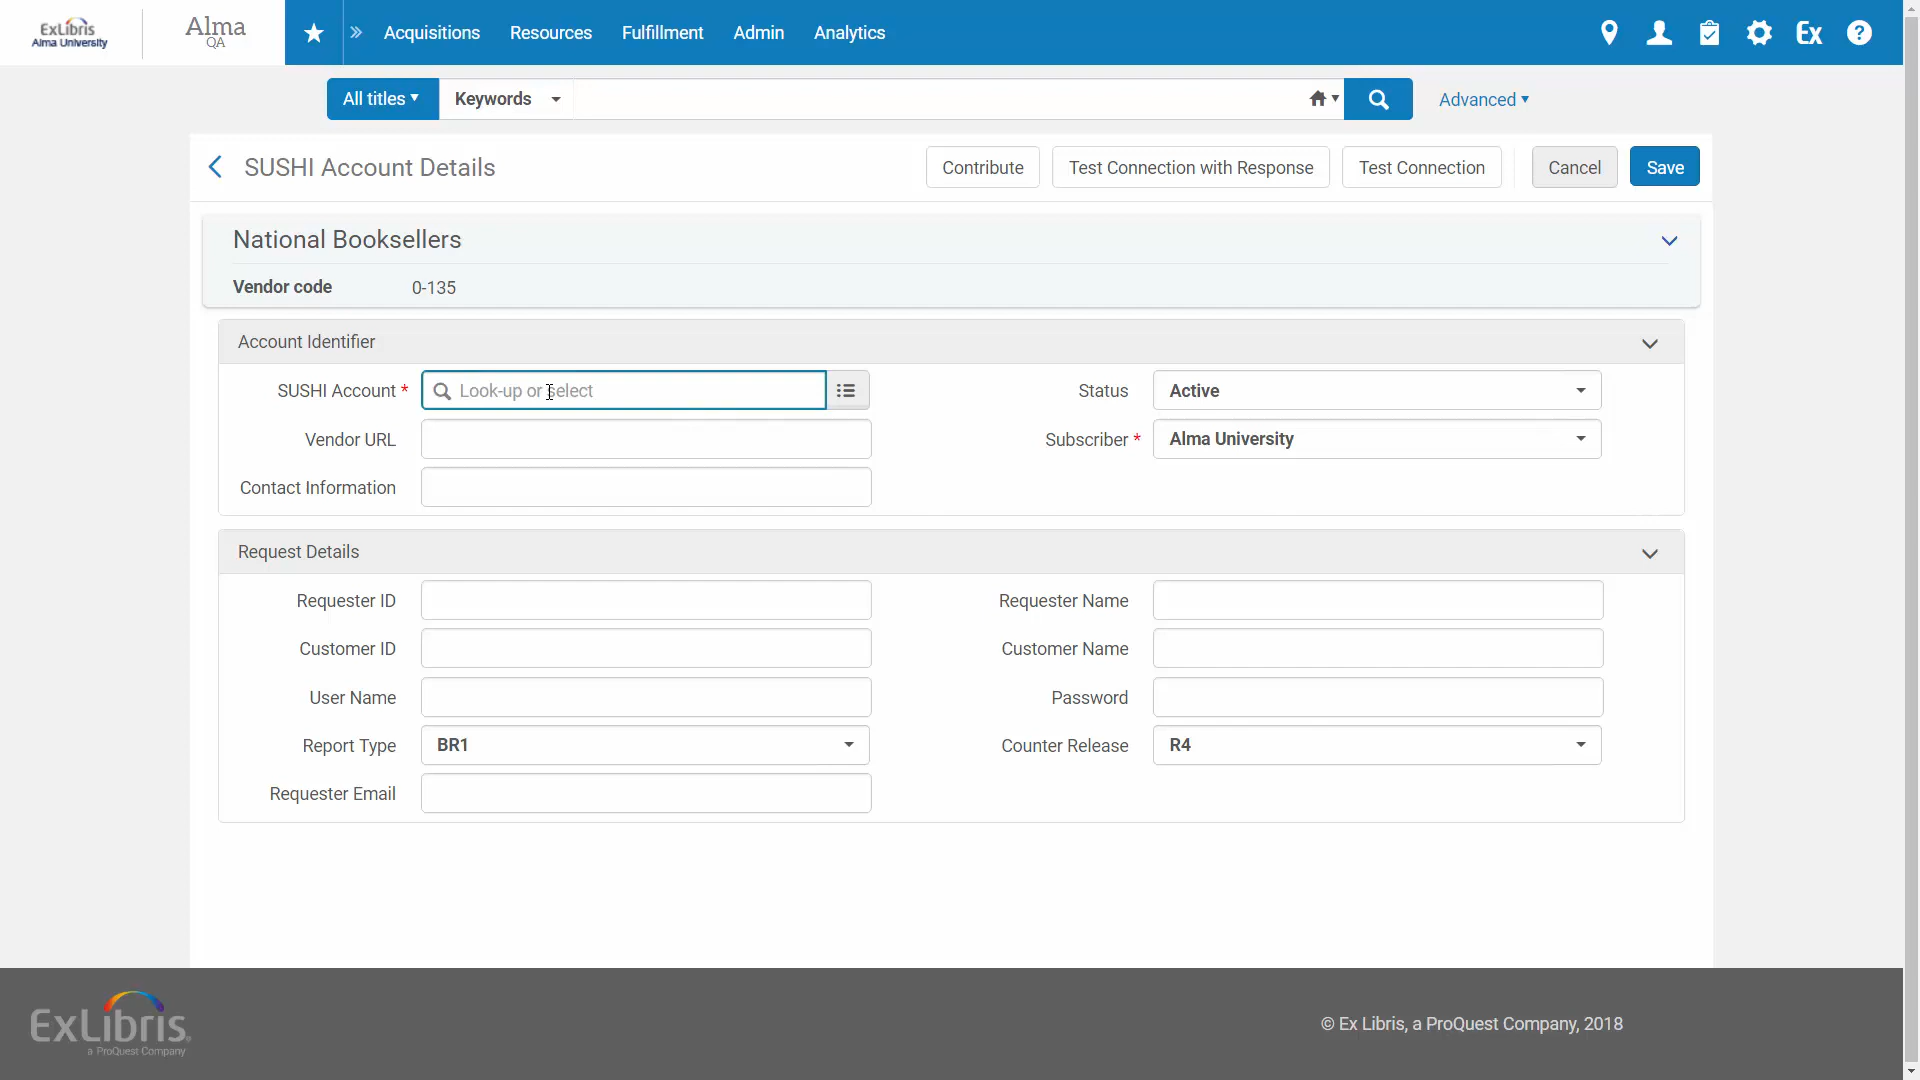 ExLibris
Alma University
Alma
QA
Acquisitions
Resources
Fulfillment
Admin
Analytics
Ex
All titles
Keywords
Advanced
SUSHI Account Details
Contribute
Test Connection with Response
Test Connection
Cancel
Save
National Booksellers
Vendor code 0-135
Account Identifier
SUSHI Account * Look-up or select
Status Active
Vendor URL
Subscriber * Alma University
Contact Information
Request Details
Requester ID
Requester Name
Customer ID
Customer Name
User Name
Password
Report Type BR1
Counter Release R4
Requester Email
ExLibris
a ProQuest Company
© Ex Libris, a ProQuest Company, 2018